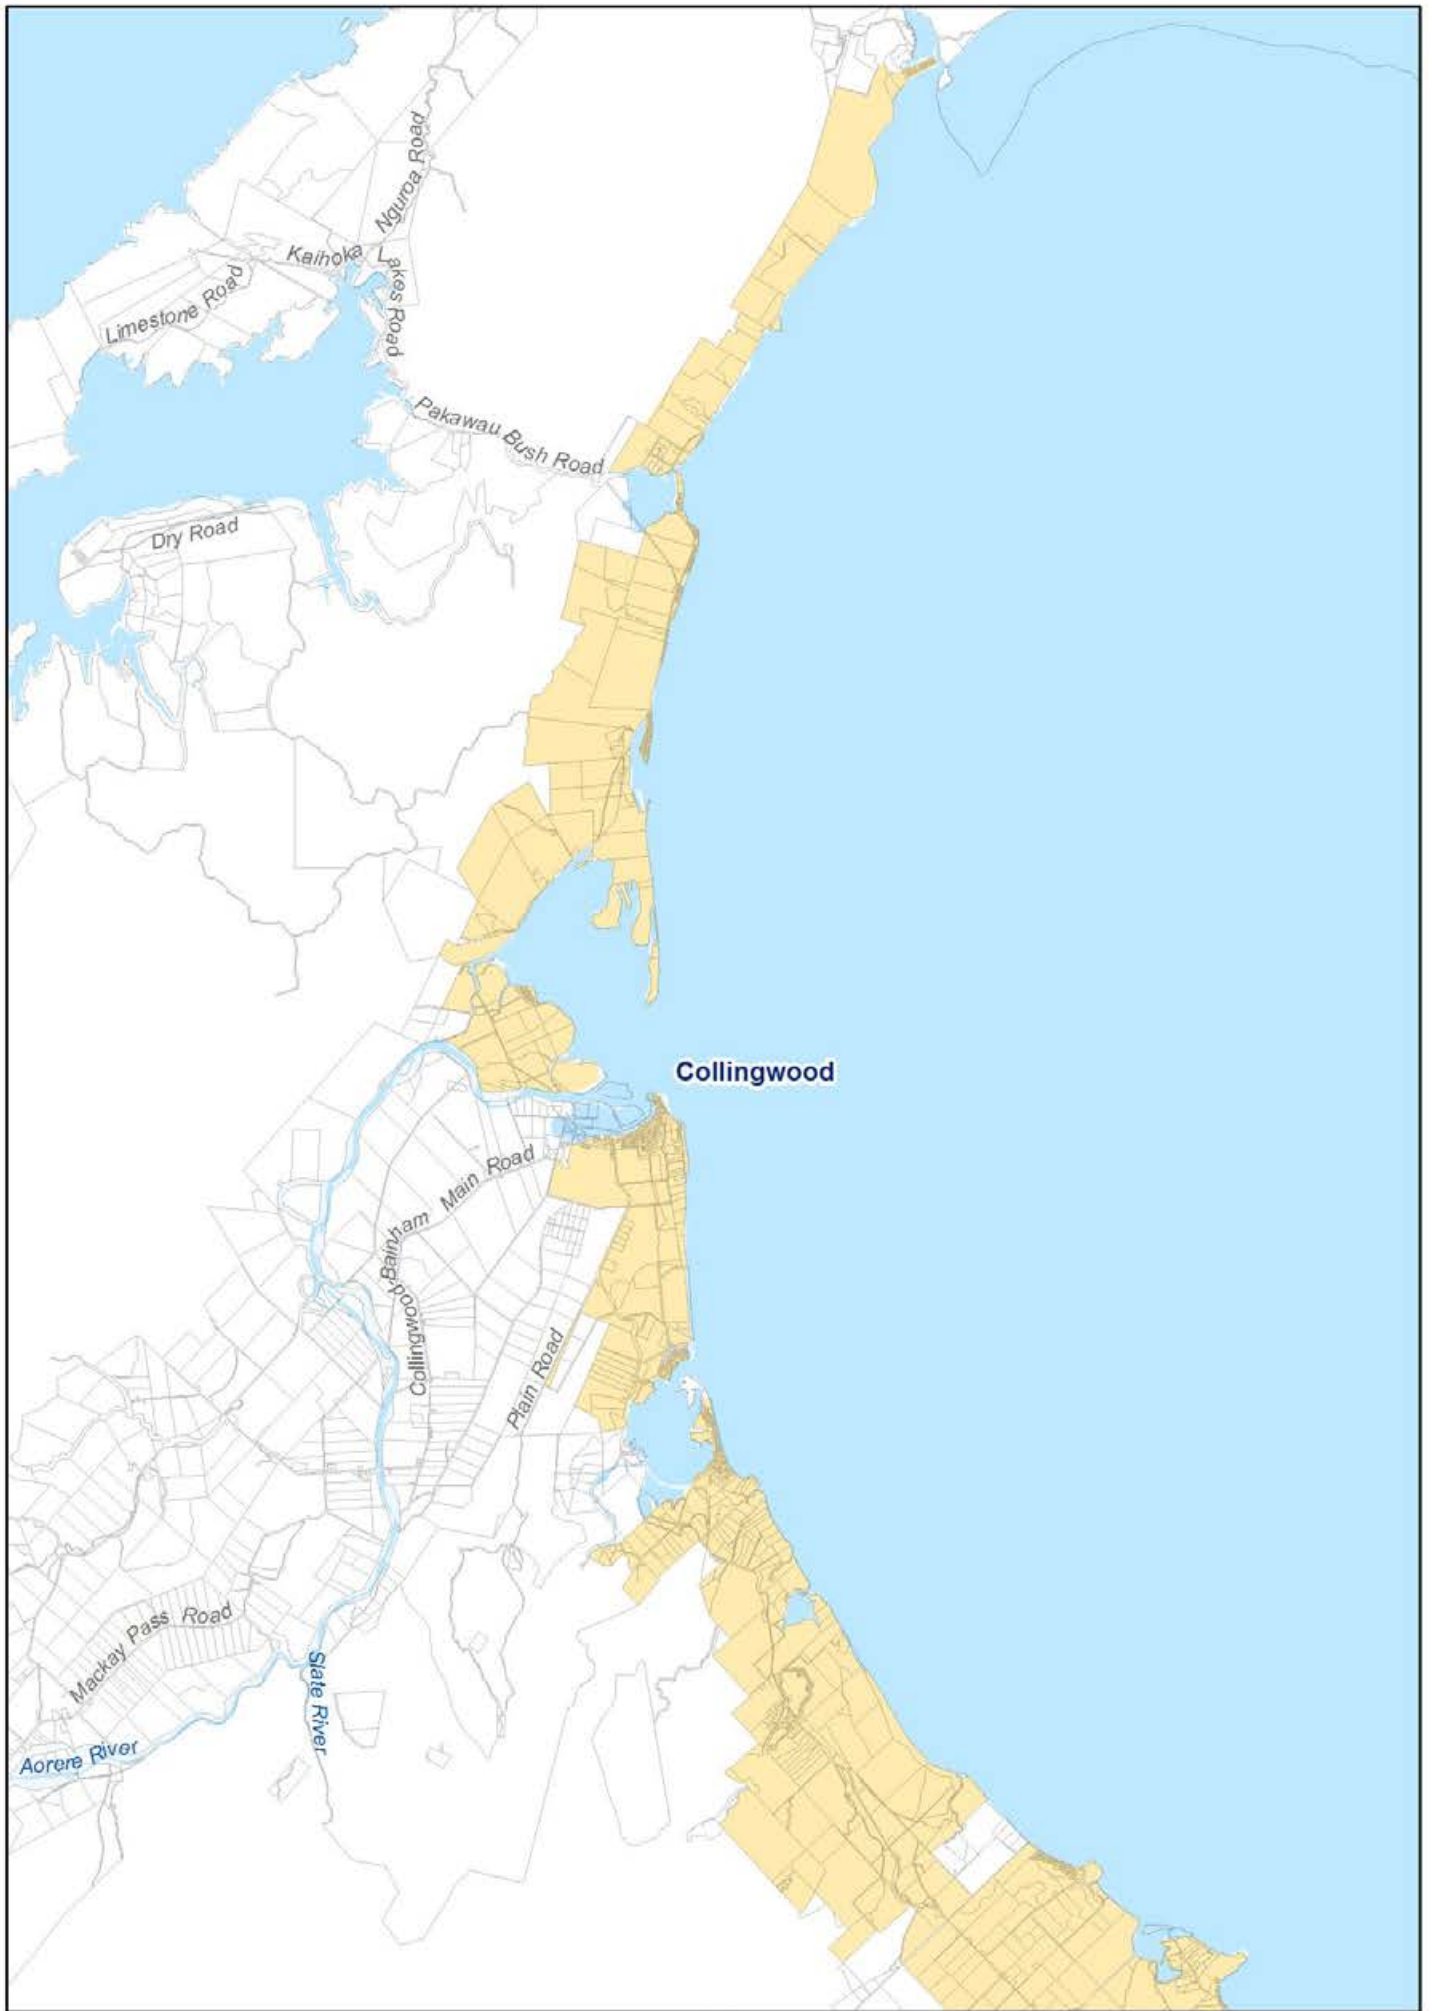 Nguroa Road
Kaihoka Lakes Road
Limestone Road
Pakawau Bush Road
Dry Road
Collingwood
Collingwood-Bainham Main Road
Plain Road
Mackay Pass Road
Slate River
Aorere River